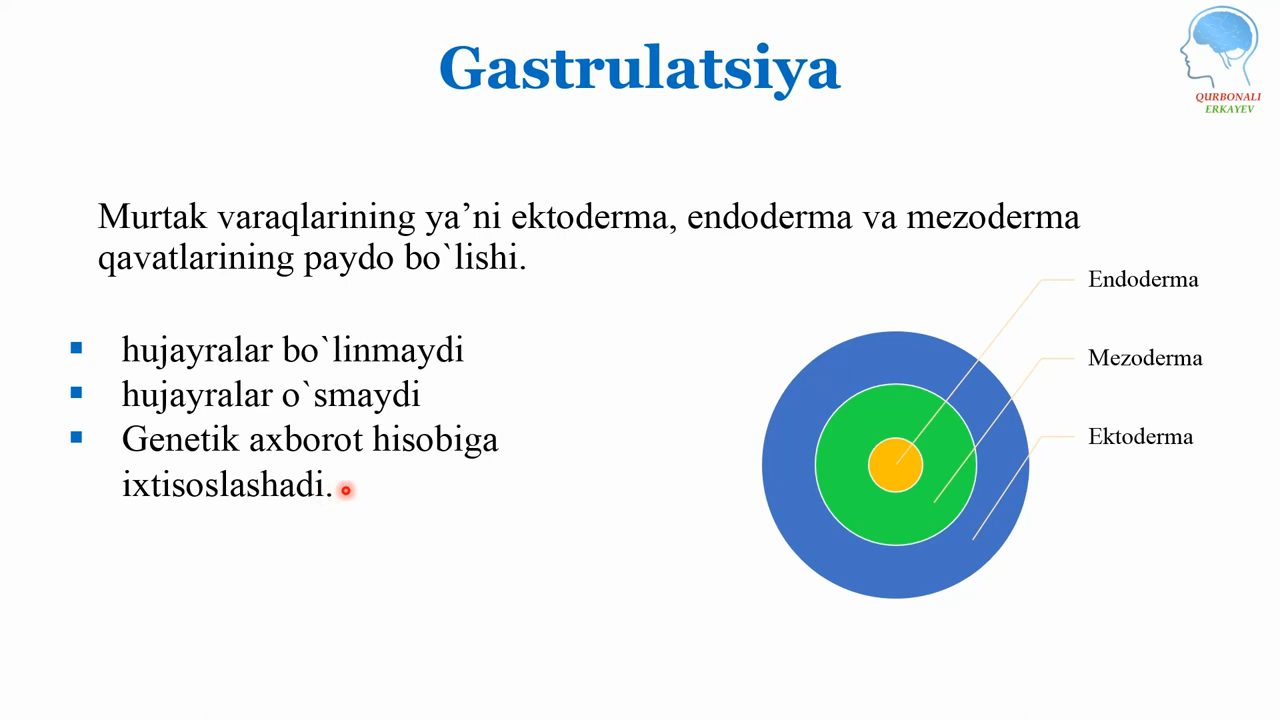 Gastrulatsiya
QURBONALI
ERKAYEV
Murtak varaqlarining ya’ni ektoderma, endoderma va mezoderma
qavatlarining paydo bo`lishi.
hujayralar bo`linmaydi
hujayralar o`smaydi
Genetik axborot hisobiga
ixtisoslashadi.
Endoderma
Mezoderma
Ektoderma